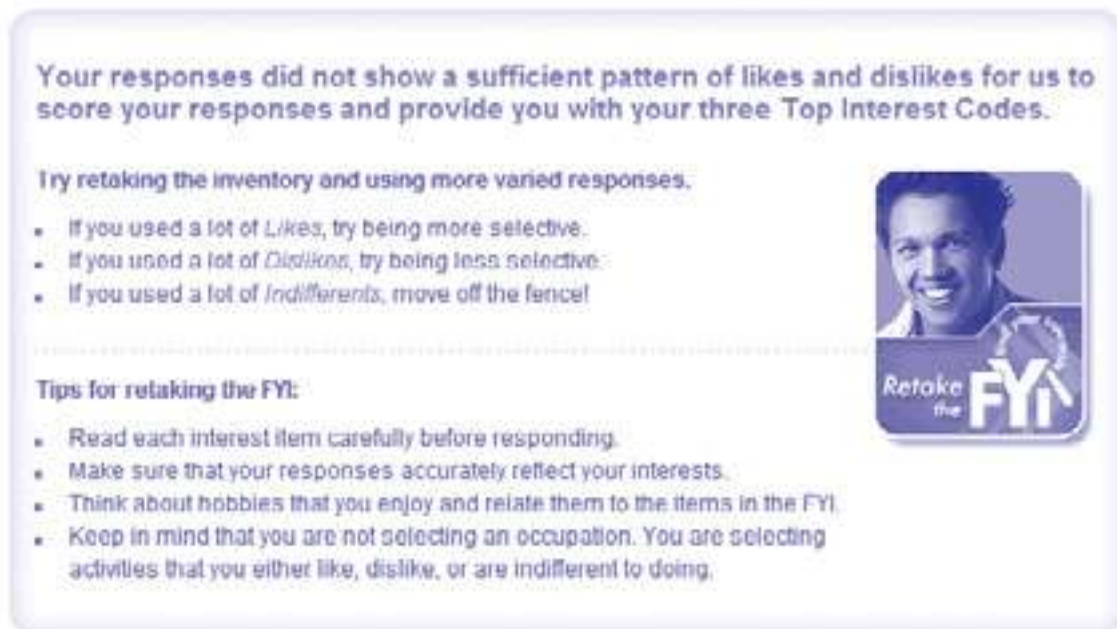 Your responses did not show a sufficient pattern of likes and dislikes for us to
score your responses and provide you with your three Top Interest Codes.
Try retaking the inventory and using more varied responses.
If you used a lot of Likes, try being more selective.
If you used a lot of Dislikes, try being less selective.
If you used a lot of Indifferents, move off the fence!
Tips for retaking the FYI:
Read each interest item carefully before responding.
Make sure that your responses accurately reflect your interests.
Think about hobbies that you enjoy and relate them to the items in the FYI.
Keep in mind that you are not selecting an occupation. You are selecting
activities that you either like, dislike, or are indifferent to doing.
Retake
the FYi